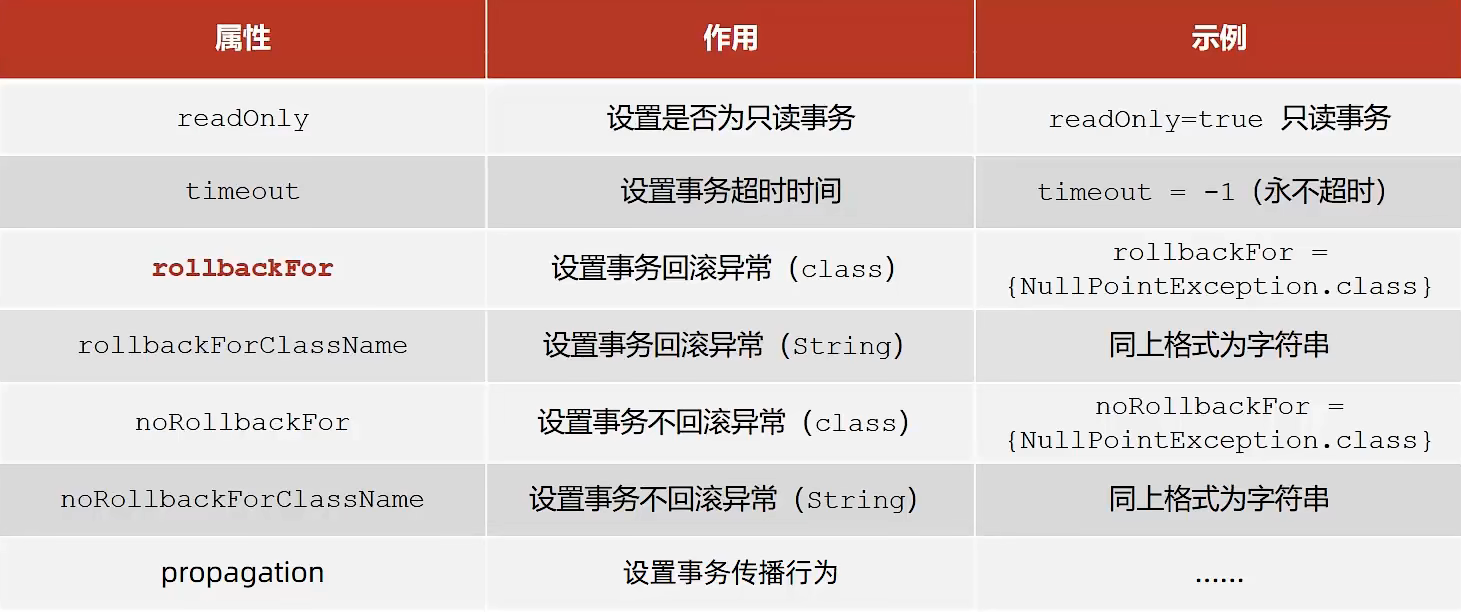 属性 作用 示例
readOnly 设置是否为只读事务 readOnly=true 只读事务
timeout 设置事务超时时间 timeout = -1（永不超时）
rollbackFor 设置事务回滚异常（class） rollbackFor =
{NullPointException.class}
rollbackForClassName 设置事务回滚异常（String） 同上格式为字符串
noRollbackFor 设置事务不回滚异常（class） noRollbackFor =
{NullPointException.class}
noRollbackForClassName 设置事务不回滚异常（String） 同上格式为字符串
propagation 设置事务传播行为 ......